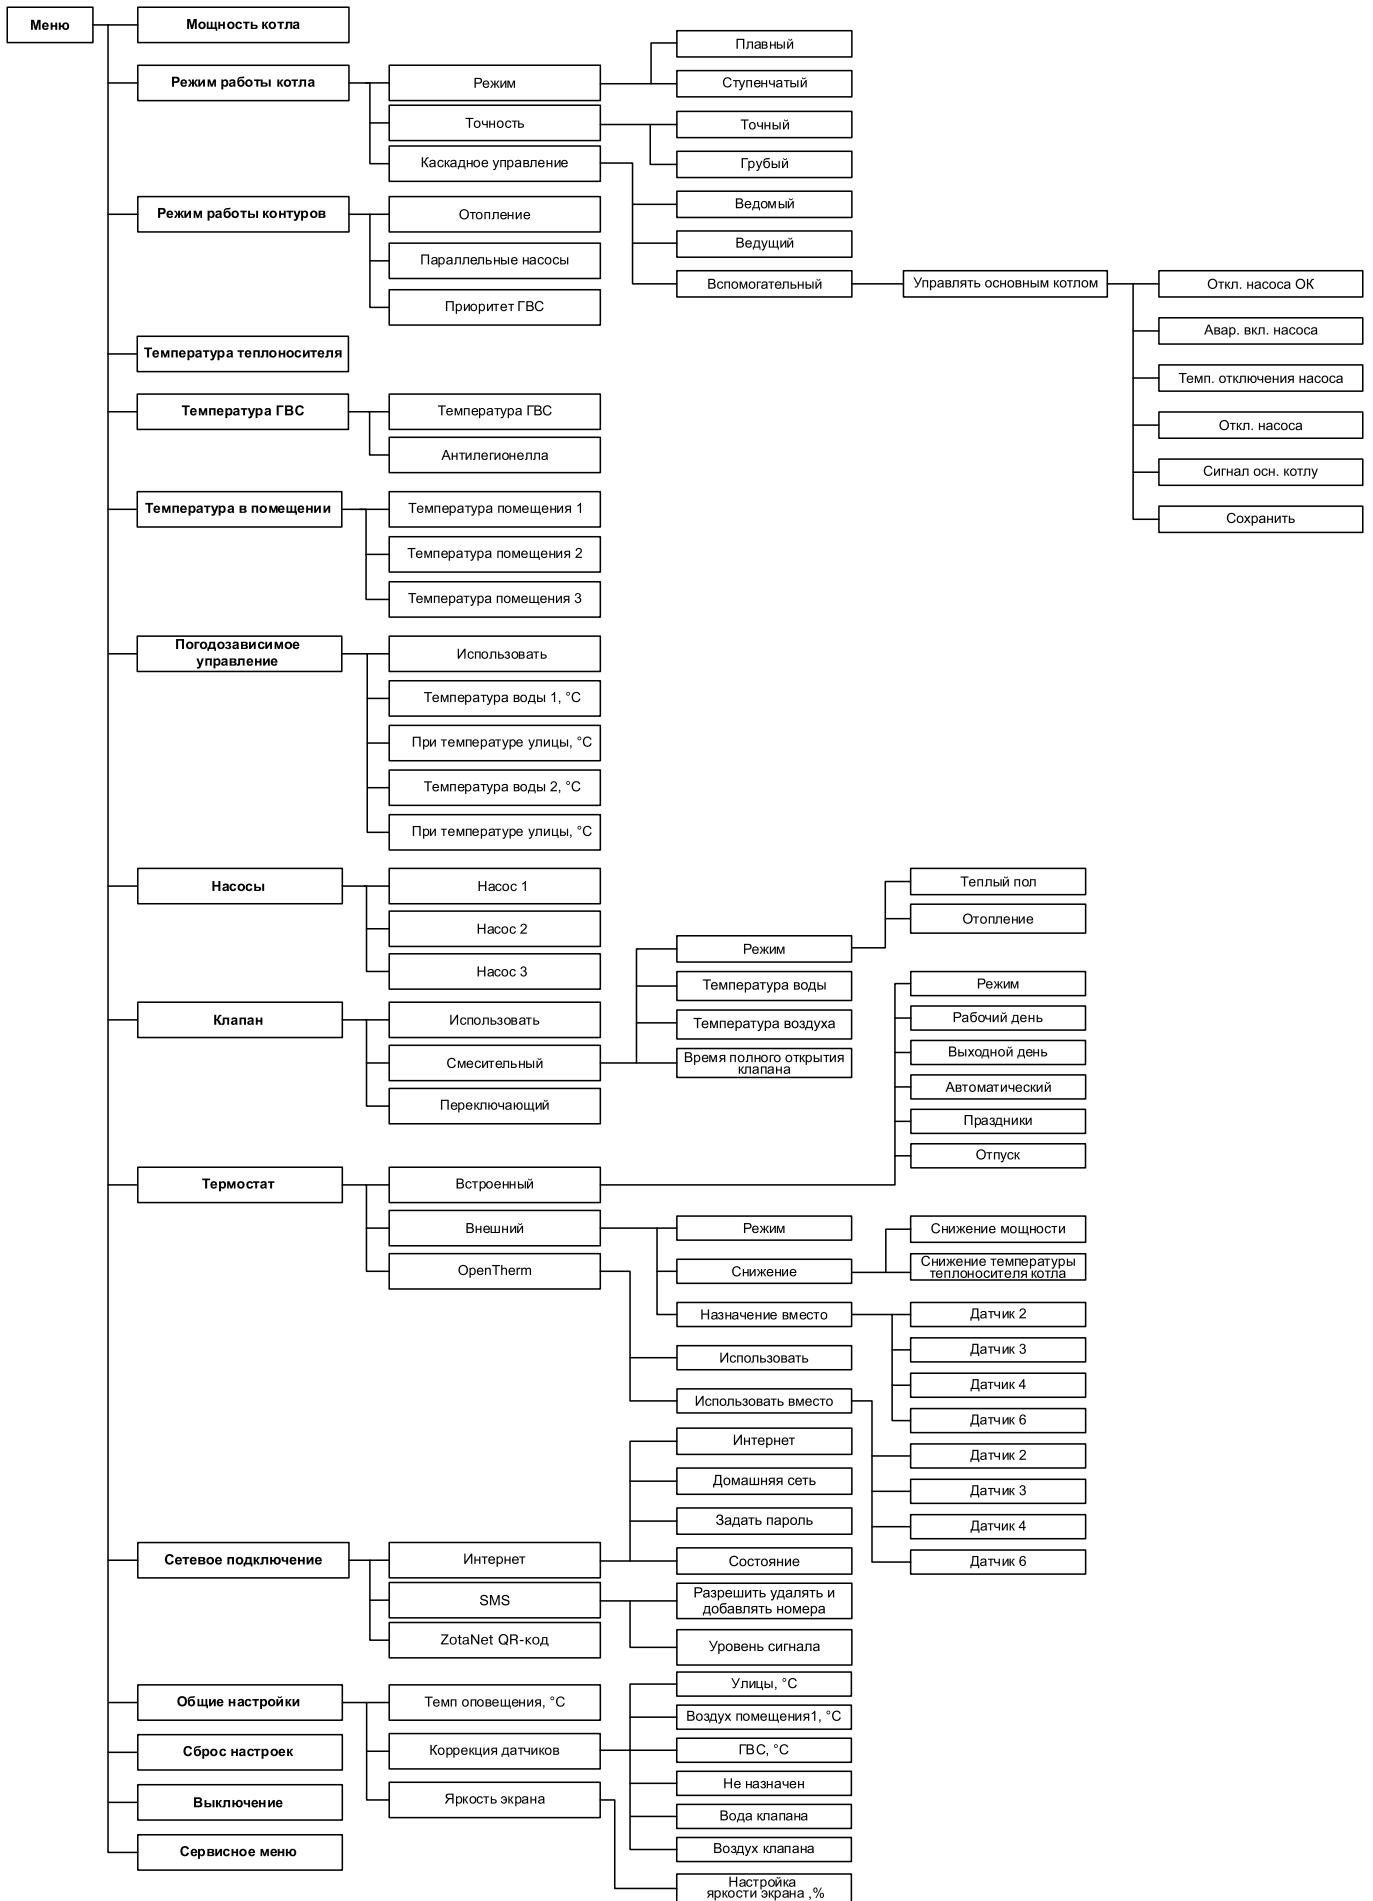 Меню
Мощность котла
Режим работы котла
Режим
Плавный
Ступенчатый
Точность
Точный
Грубый
Каскадное управление
Ведомый
Ведущий
Вспомогательный
Управлять основным котлом
Откл. насоса ОК
Авар. вкл. насоса
Темп. отключения насоса
Откл. насоса
Сигнал осн. котлу
Сохранить
Режим работы контуров
Отопление
Параллельные насосы
Приоритет ГВС
Температура теплоносителя
Температура ГВС
Температура ГВС
Антилегионелла
Температура в помещении
Температура помещения 1
Температура помещения 2
Температура помещения 3
Погодозависимое
управление
Использовать
Температура воды 1, °С
При температуре улицы, °С
Температура воды 2, °С
При температуре улицы, °С
Насосы
Насос 1
Насос 2
Насос 3
Клапан
Использовать
Смесительный
Режим
Теплый пол
Отопление
Температура воды
Температура воздуха
Время полного открытия
клапана
Переключающий
Термостат
Встроенный
Режим
Рабочий день
Выходной день
Автоматический
Праздники
Отпуск
Внешний
Режим
Снижение
Снижение мощности
Снижение температуры
теплоносителя котла
Назначение вместо
Датчик 2
Датчик 3
Датчик 4
Датчик 6
OpenTherm
Использовать
Использовать вместо
Датчик 2
Датчик 3
Датчик 4
Датчик 6
Сетевое подключение
Интернет
Интернет
Домашняя сеть
Задать пароль
Состояние
SMS
Разрешить удалять и
добавлять номера
Уровень сигнала
ZotaNet QR-код
Общие настройки
Темп оповещения, °С
Коррекция датчиков
Улицы, °С
Воздух помещения1, °С
ГВС, °С
Не назначен
Вода клапана
Воздух клапана
Яркость экрана
Настройка
яркости экрана ,%
Сброс настроек
Выключение
Сервисное меню